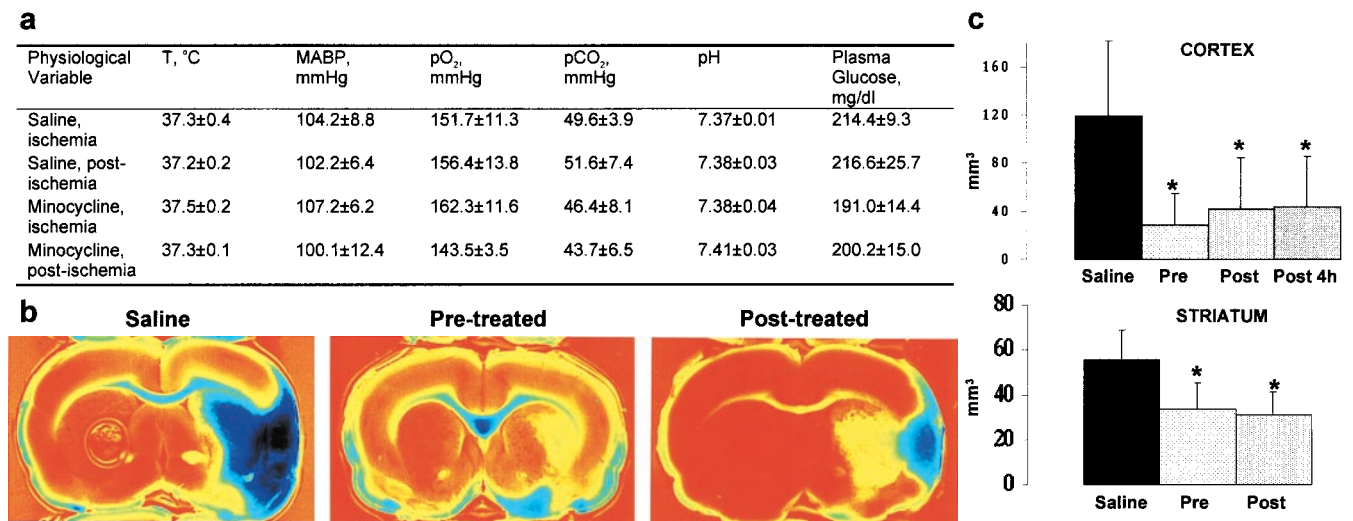 a
Physiological Variable T, °C MABP, mmHg pO₂, mmHg pCO₂, mmHg pH Plasma Glucose, mg/dl
Saline, ischemia 37.3±0.4 104.2±8.8 151.7±11.3 49.6±3.9 7.37±0.01 214.4±9.3
Saline, post-ischemia 37.2±0.2 102.2±6.4 156.4±13.8 51.6±7.4 7.38±0.03 216.6±25.7
Minocycline, ischemia 37.5±0.2 107.2±6.2 162.3±11.6 46.4±8.1 7.38±0.04 191.0±14.4
Minocycline, post-ischemia 37.3±0.1 100.1±12.4 143.5±3.5 43.7±6.5 7.41±0.03 200.2±15.0
b
Saline Pre-treated Post-treated
c
CORTEX
mm³
160
120
80
40
0
* * *
Saline Pre Post Post 4h
STRIATUM
mm³
80
60
40
20
0
* *
Saline Pre Post